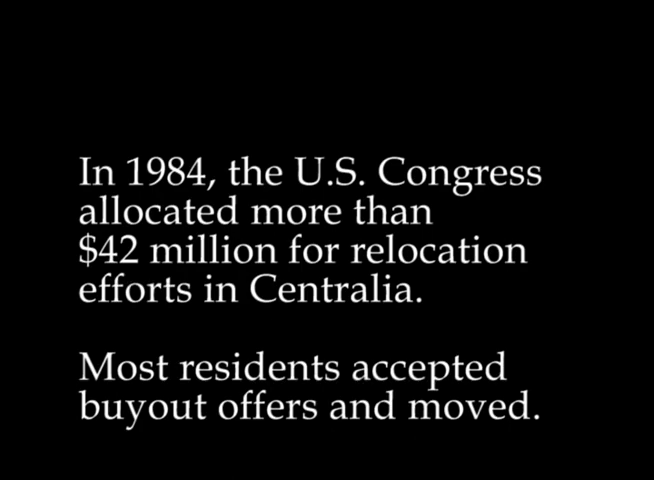 In 1984, the U.S. Congress
allocated more than
$42 million for relocation
efforts in Centralia.
Most residents accepted
buyout offers and moved.